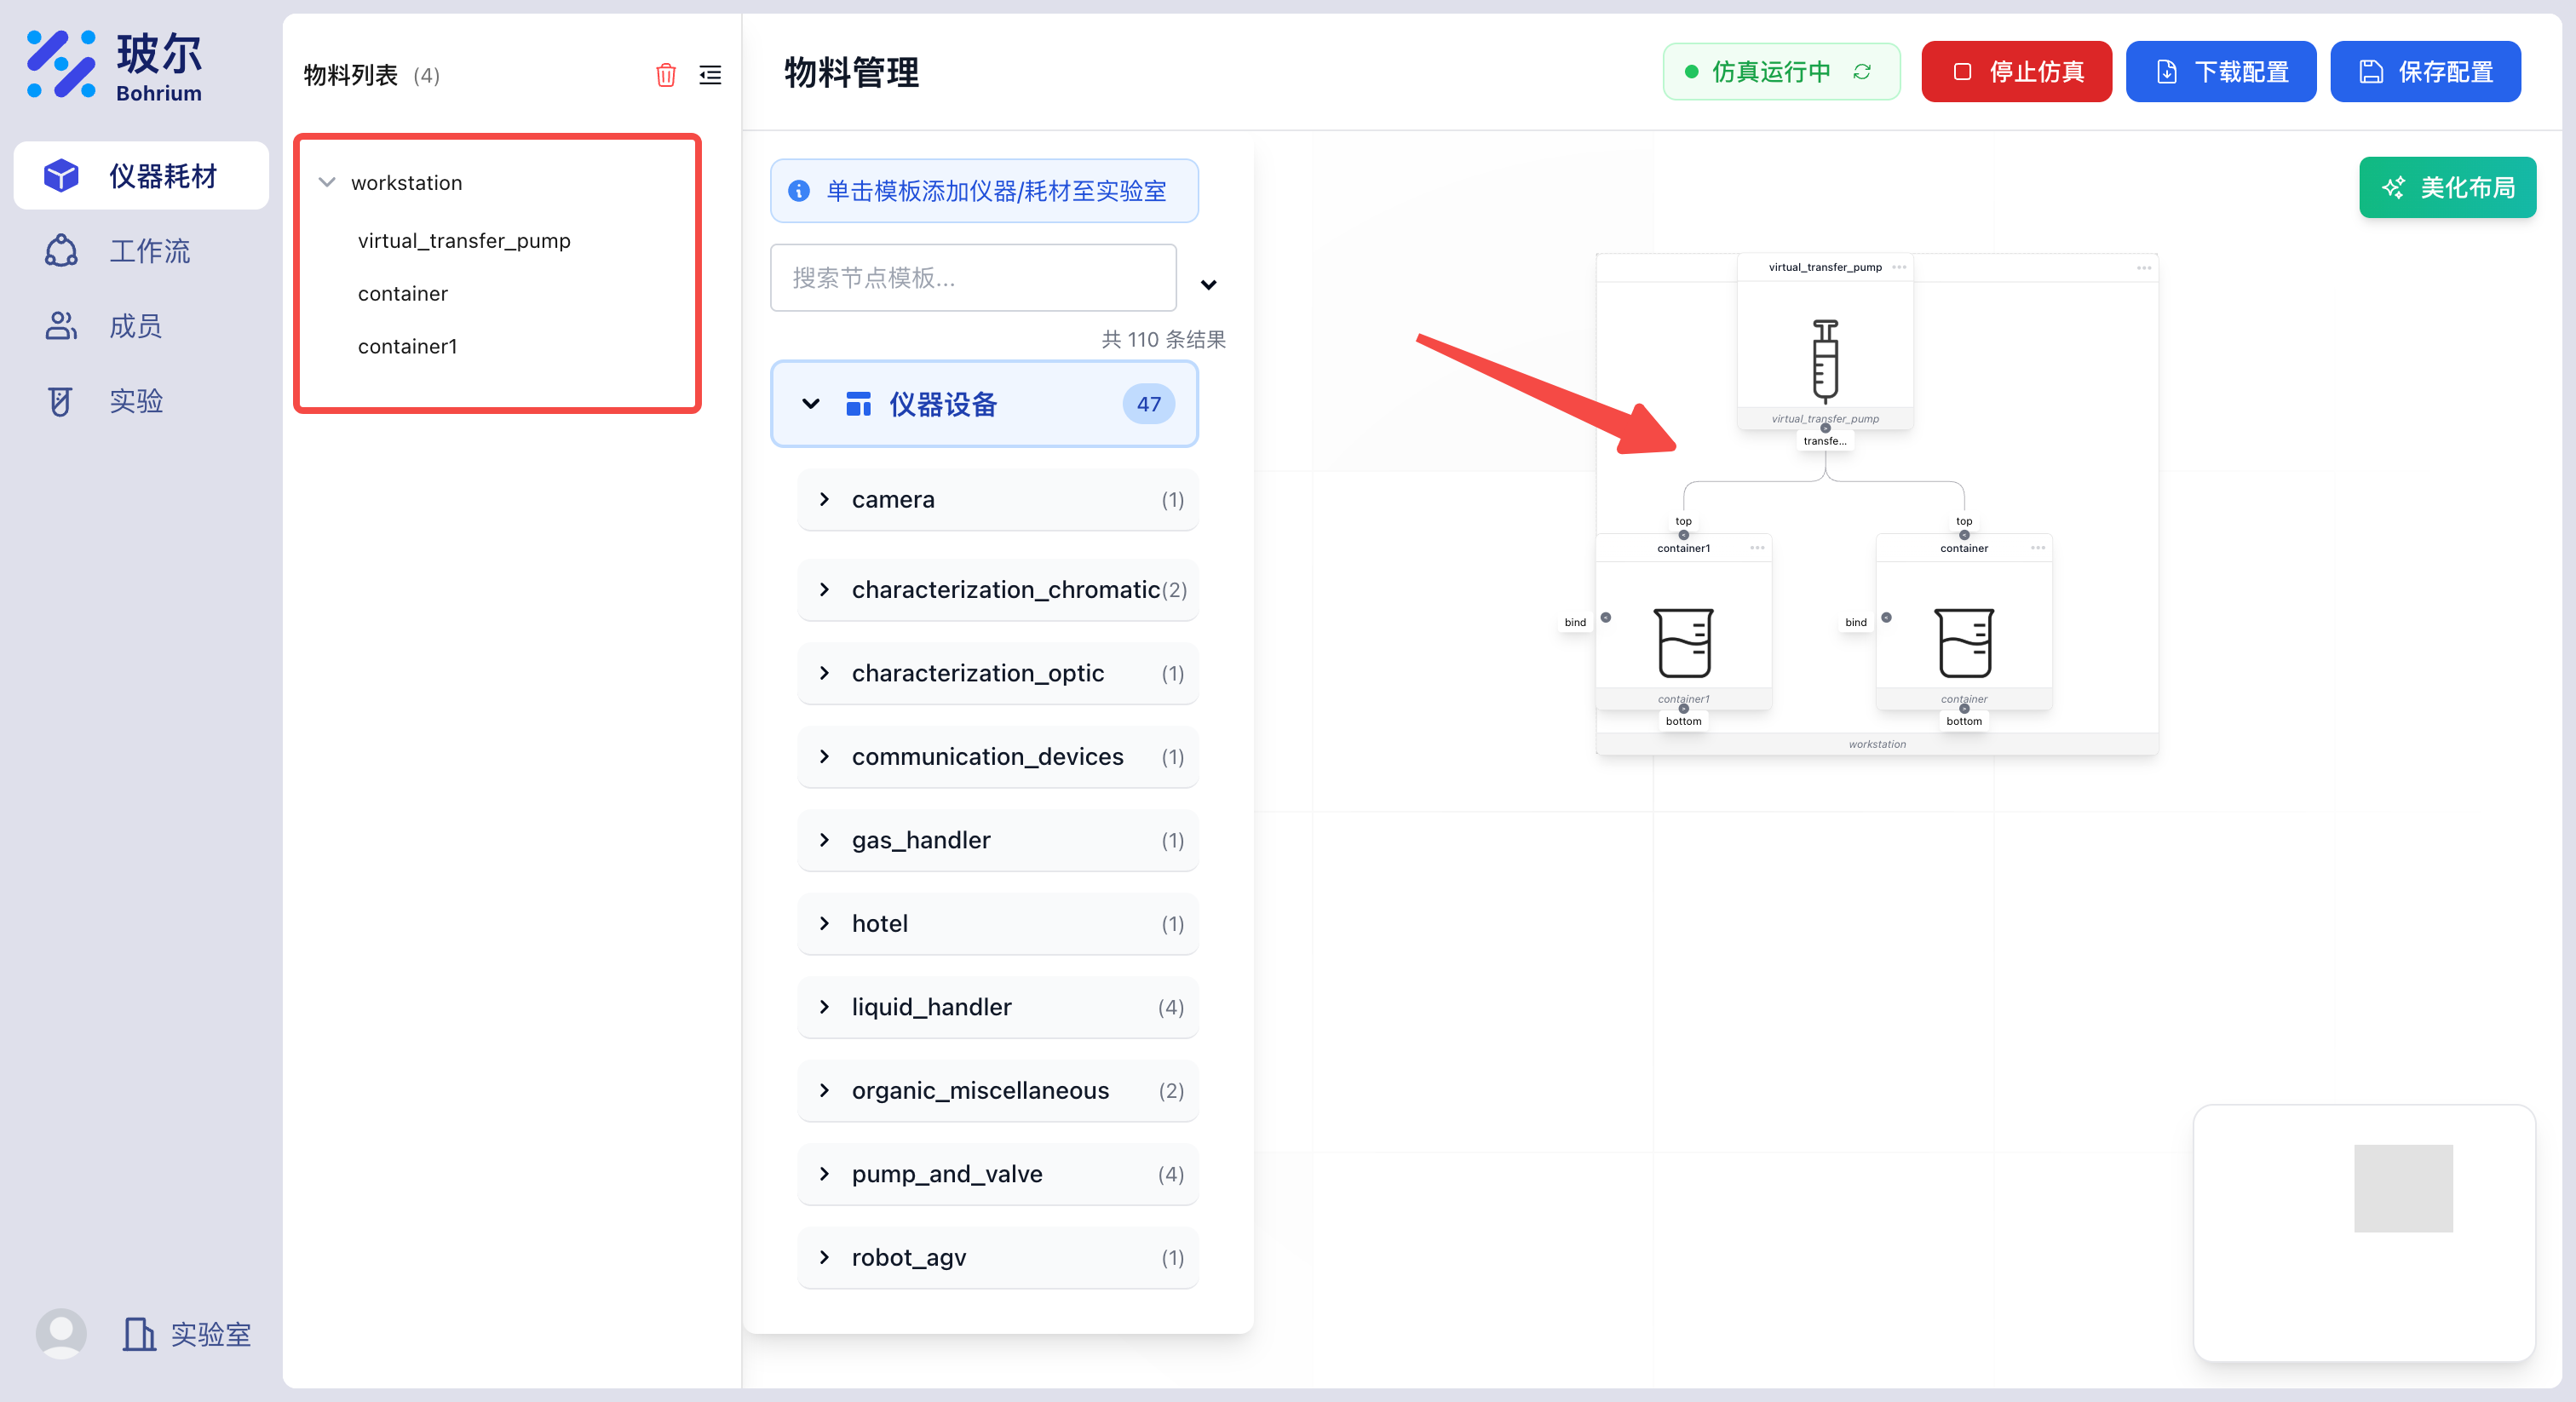 玻尔
Bohrium
仪器耗材
工作流
成员
实验
实验室
物料列表 (4)
workstation
virtual_transfer_pump
container
container1
物料管理
仿真运行中
停止仿真
下载配置
保存配置
单击模板添加仪器/耗材至实验室
搜索节点模板...
共 110 条结果
仪器设备 47
camera (1)
characterization_chromatic(2)
characterization_optic (1)
communication_devices (1)
gas_handler (1)
hotel (1)
liquid_handler (4)
organic_miscellaneous (2)
pump_and_valve (4)
robot_agv (1)
美化布局
virtual_transfer_pump
virtual_transfer_pump
transfe...
top
top
container1
container
bind
bind
container1
container
bottom
bottom
workstation